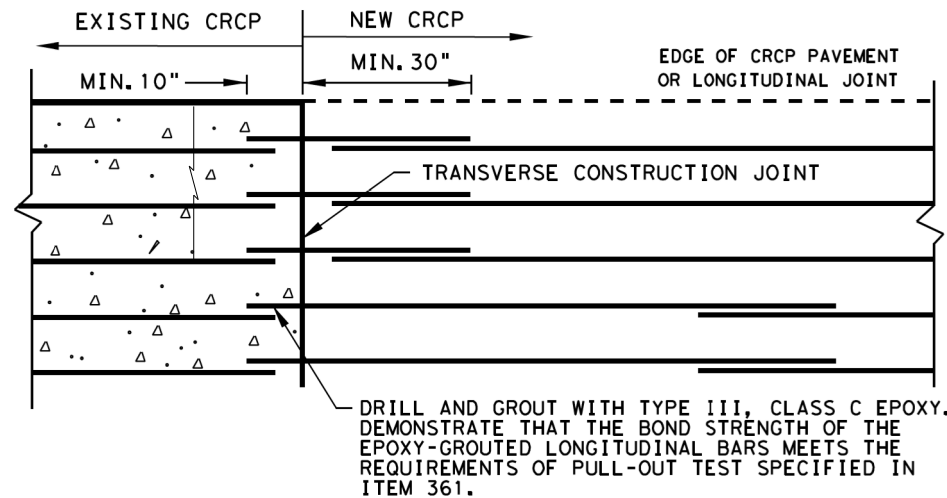 EXISTING CRCP
NEW CRCP
MIN. 10"
MIN. 30"
EDGE OF CRCP PAVEMENT
OR LONGITUDINAL JOINT
TRANSVERSE CONSTRUCTION JOINT
DRILL AND GROUT WITH TYPE III, CLASS C EPOXY.
DEMONSTRATE THAT THE BOND STRENGTH OF THE
EPOXY-GROUTED LONGITUDINAL BARS MEETS THE
REQUIREMENTS OF PULL-OUT TEST SPECIFIED IN
ITEM 361.